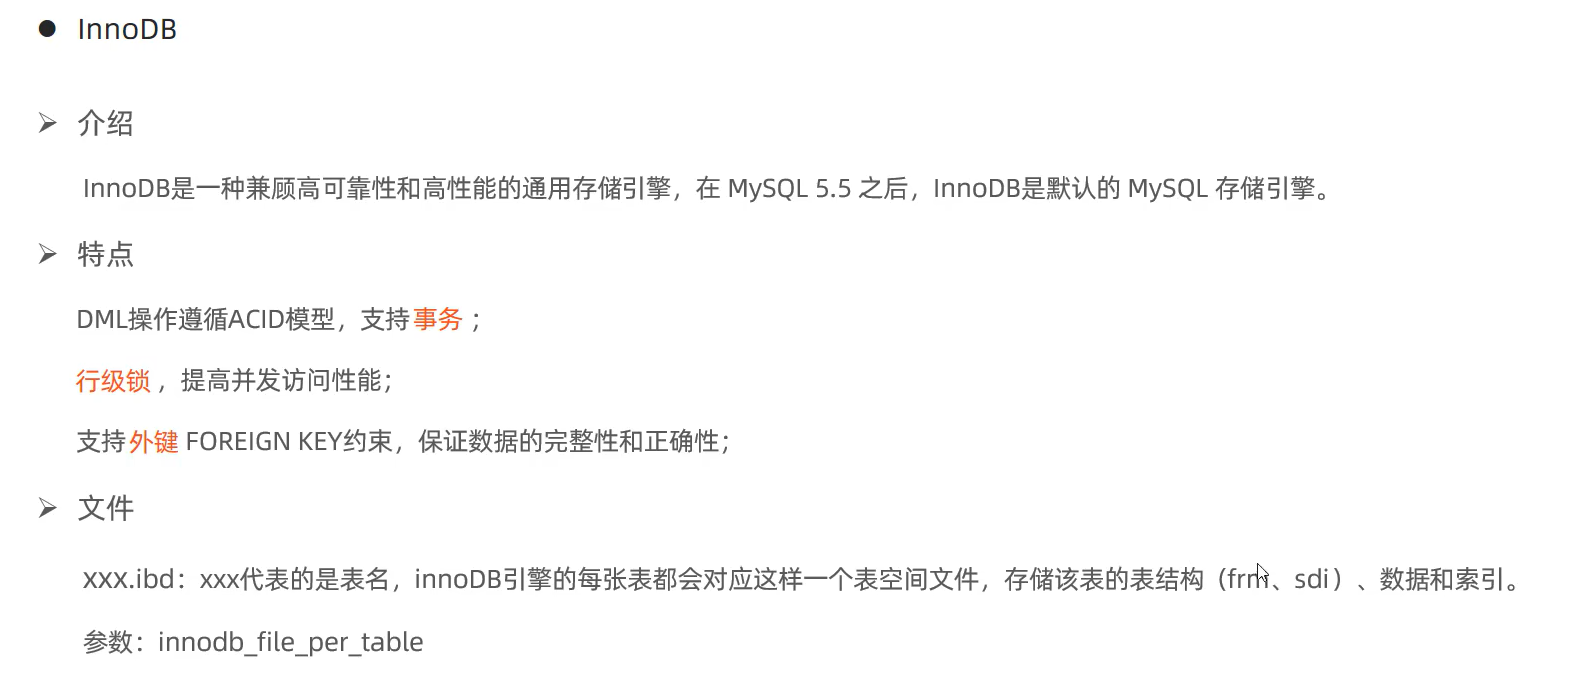 ● InnoDB
➢ 介绍
InnoDB是一种兼顾高可靠性和高性能的通用存储引擎，在 MySQL 5.5 之后，InnoDB是默认的 MySQL 存储引擎。
➢ 特点
DML操作遵循ACID模型，支持事务；
行级锁，提高并发访问性能；
支持外键 FOREIGN KEY约束，保证数据的完整性和正确性；
➢ 文件
xxx.ibd：xxx代表的是表名，innoDB引擎的每张表都会对应这样一个表空间文件，存储该表的表结构（frm、sdi）、数据和索引。
参数：innodb_file_per_table